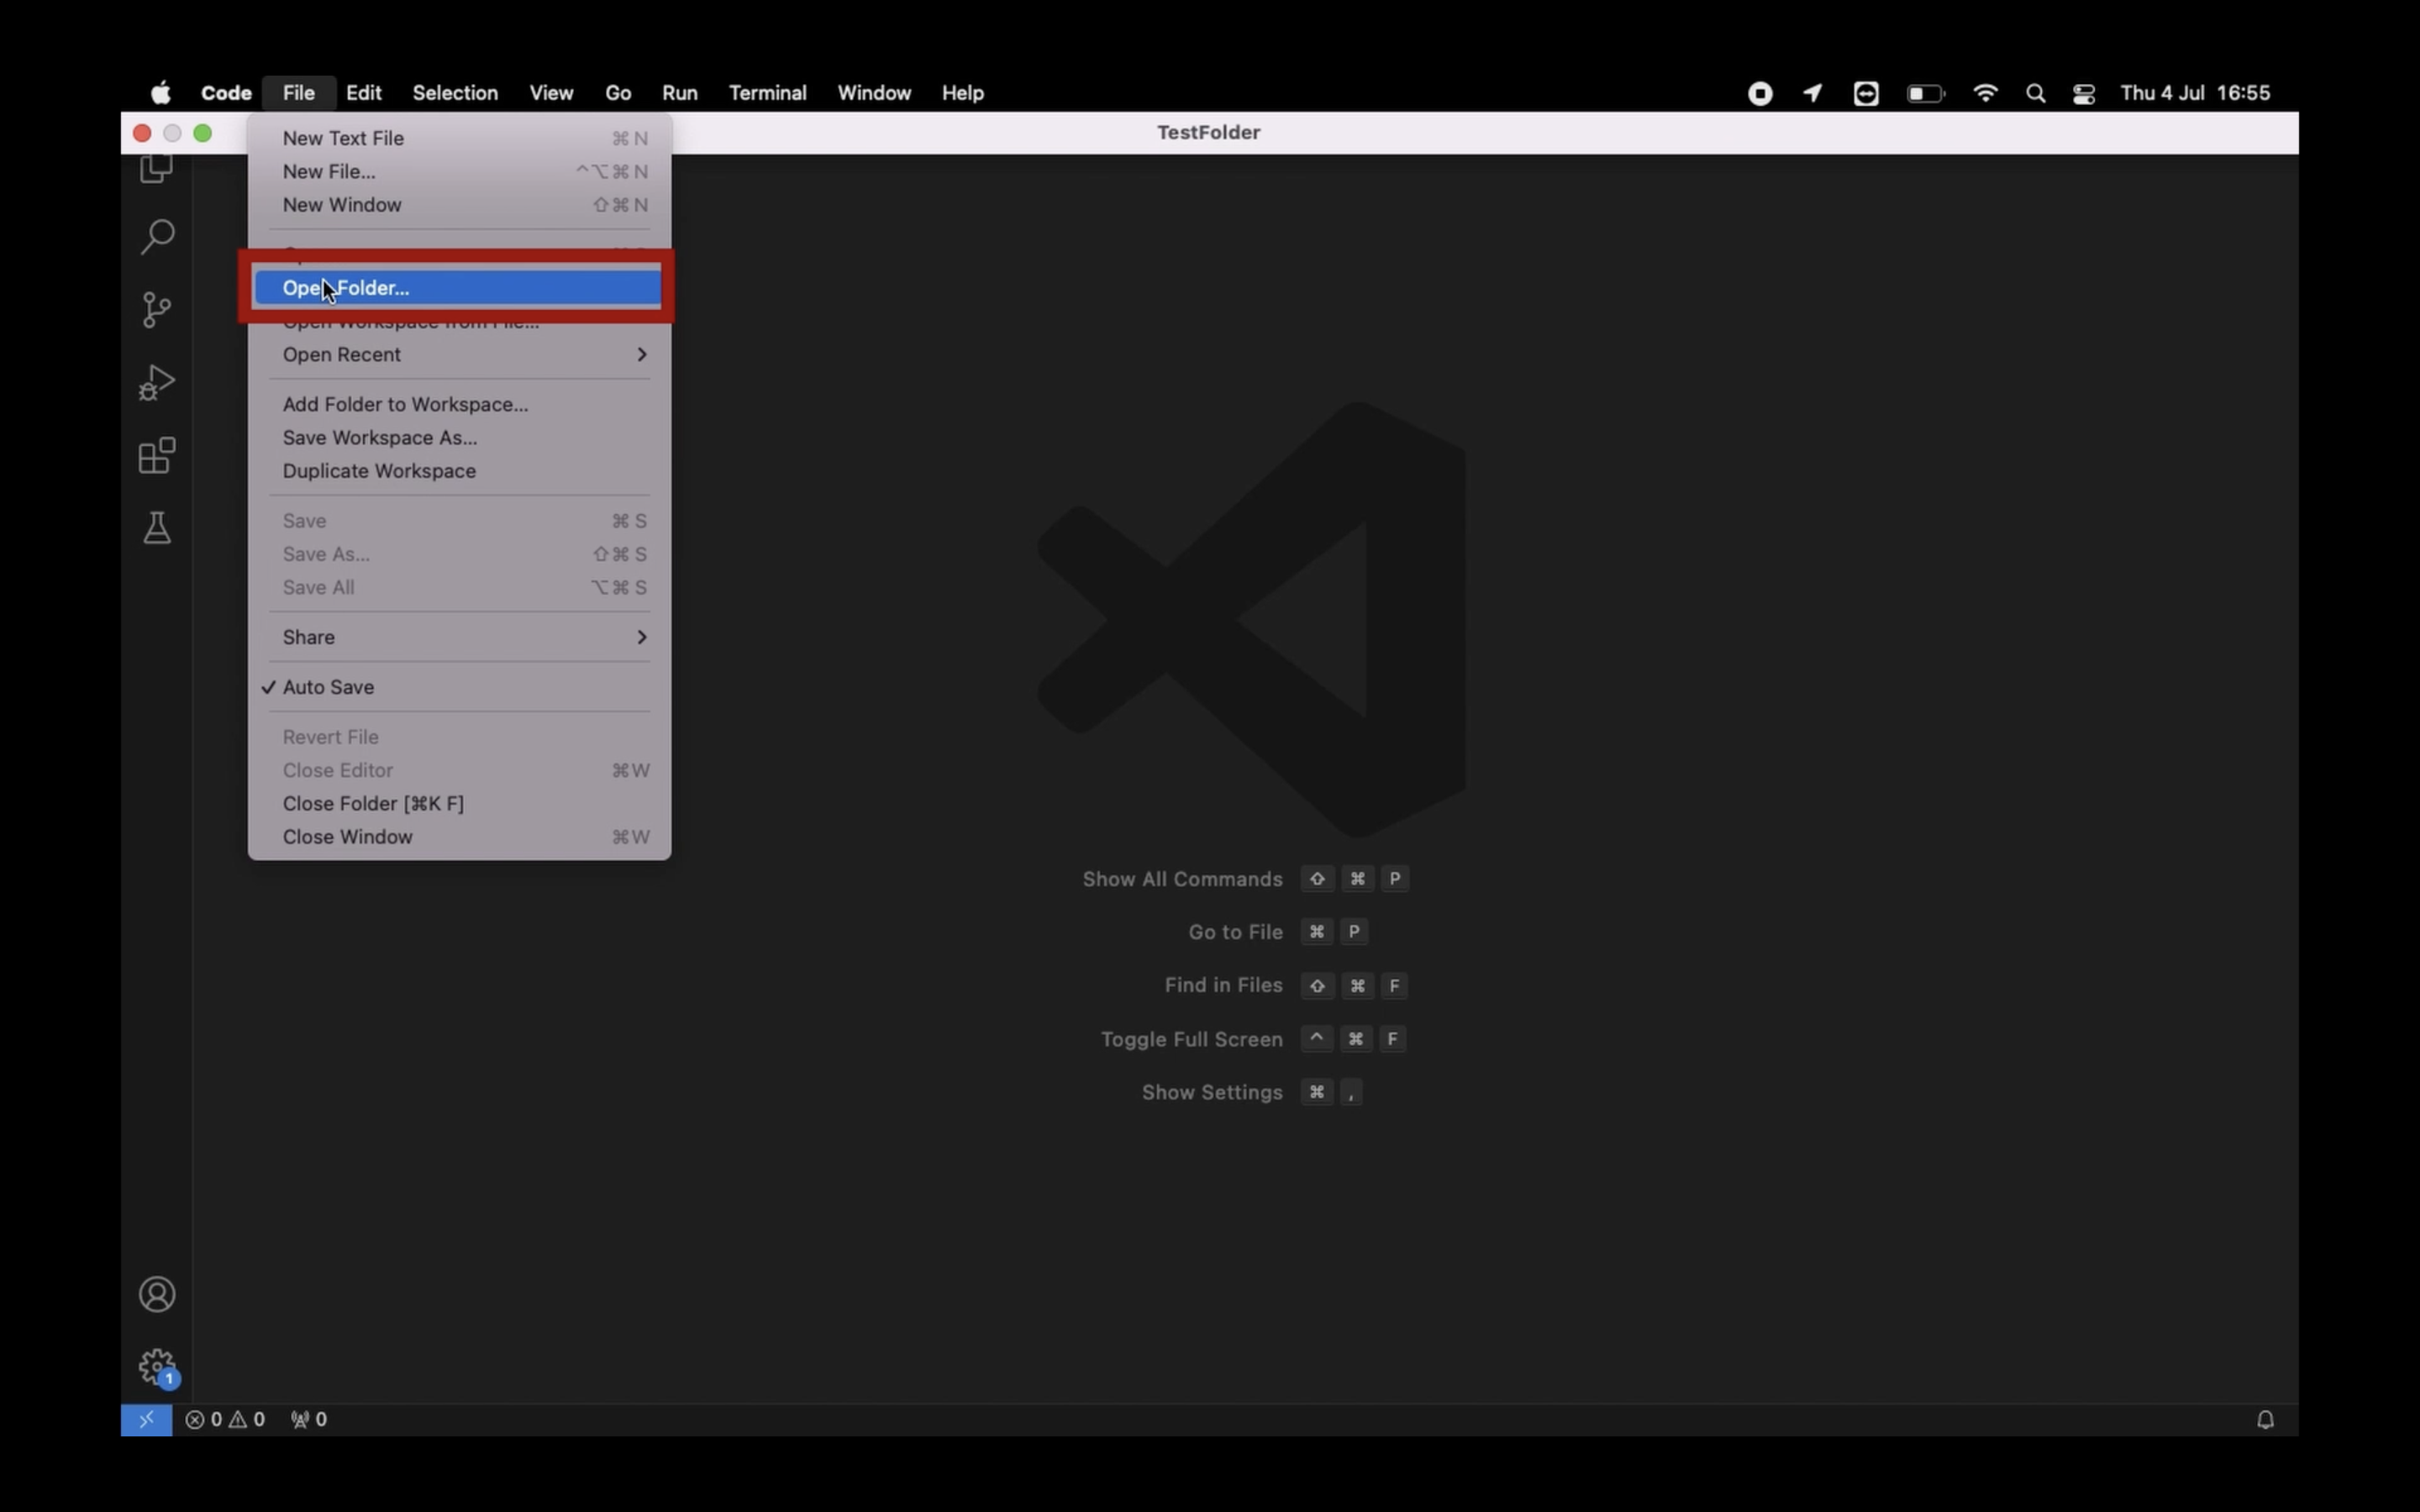 Code File Edit Selection View Go Run Terminal Window Help Thu 4 Jul 16:55
TestFolder
New Text File ⌘ N
New File... ^⌥⌘ N
New Window ⇧⌘ N
Open Folder...
Open Workspace from File...
Open Recent
Add Folder to Workspace...
Save Workspace As...
Duplicate Workspace
Save ⌘ S
Save As... ⇧⌘ S
Save All ⌥⌘ S
Share
✓ Auto Save
Revert File
Close Editor ⌘W
Close Folder [⌘K F]
Close Window ⌘W
Show All Commands ⇧ ⌘ P
Go to File ⌘ P
Find in Files ⇧ ⌘ F
Toggle Full Screen ^ ⌘ F
Show Settings ⌘ ,
1
0 0 0